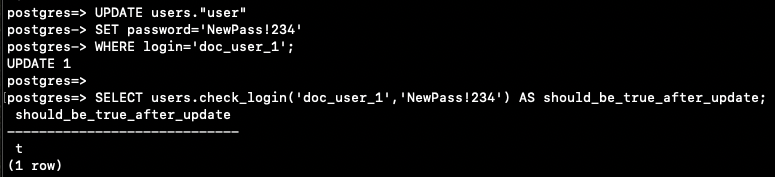 postgres=> UPDATE users."user"
postgres-> SET password='NewPass!234'
postgres-> WHERE login='doc_user_1';
UPDATE 1
postgres=>
postgres=> SELECT users.check_login('doc_user_1','NewPass!234') AS should_be_true_after_update;
 should_be_true_after_update
-----------------------------
 t
(1 row)